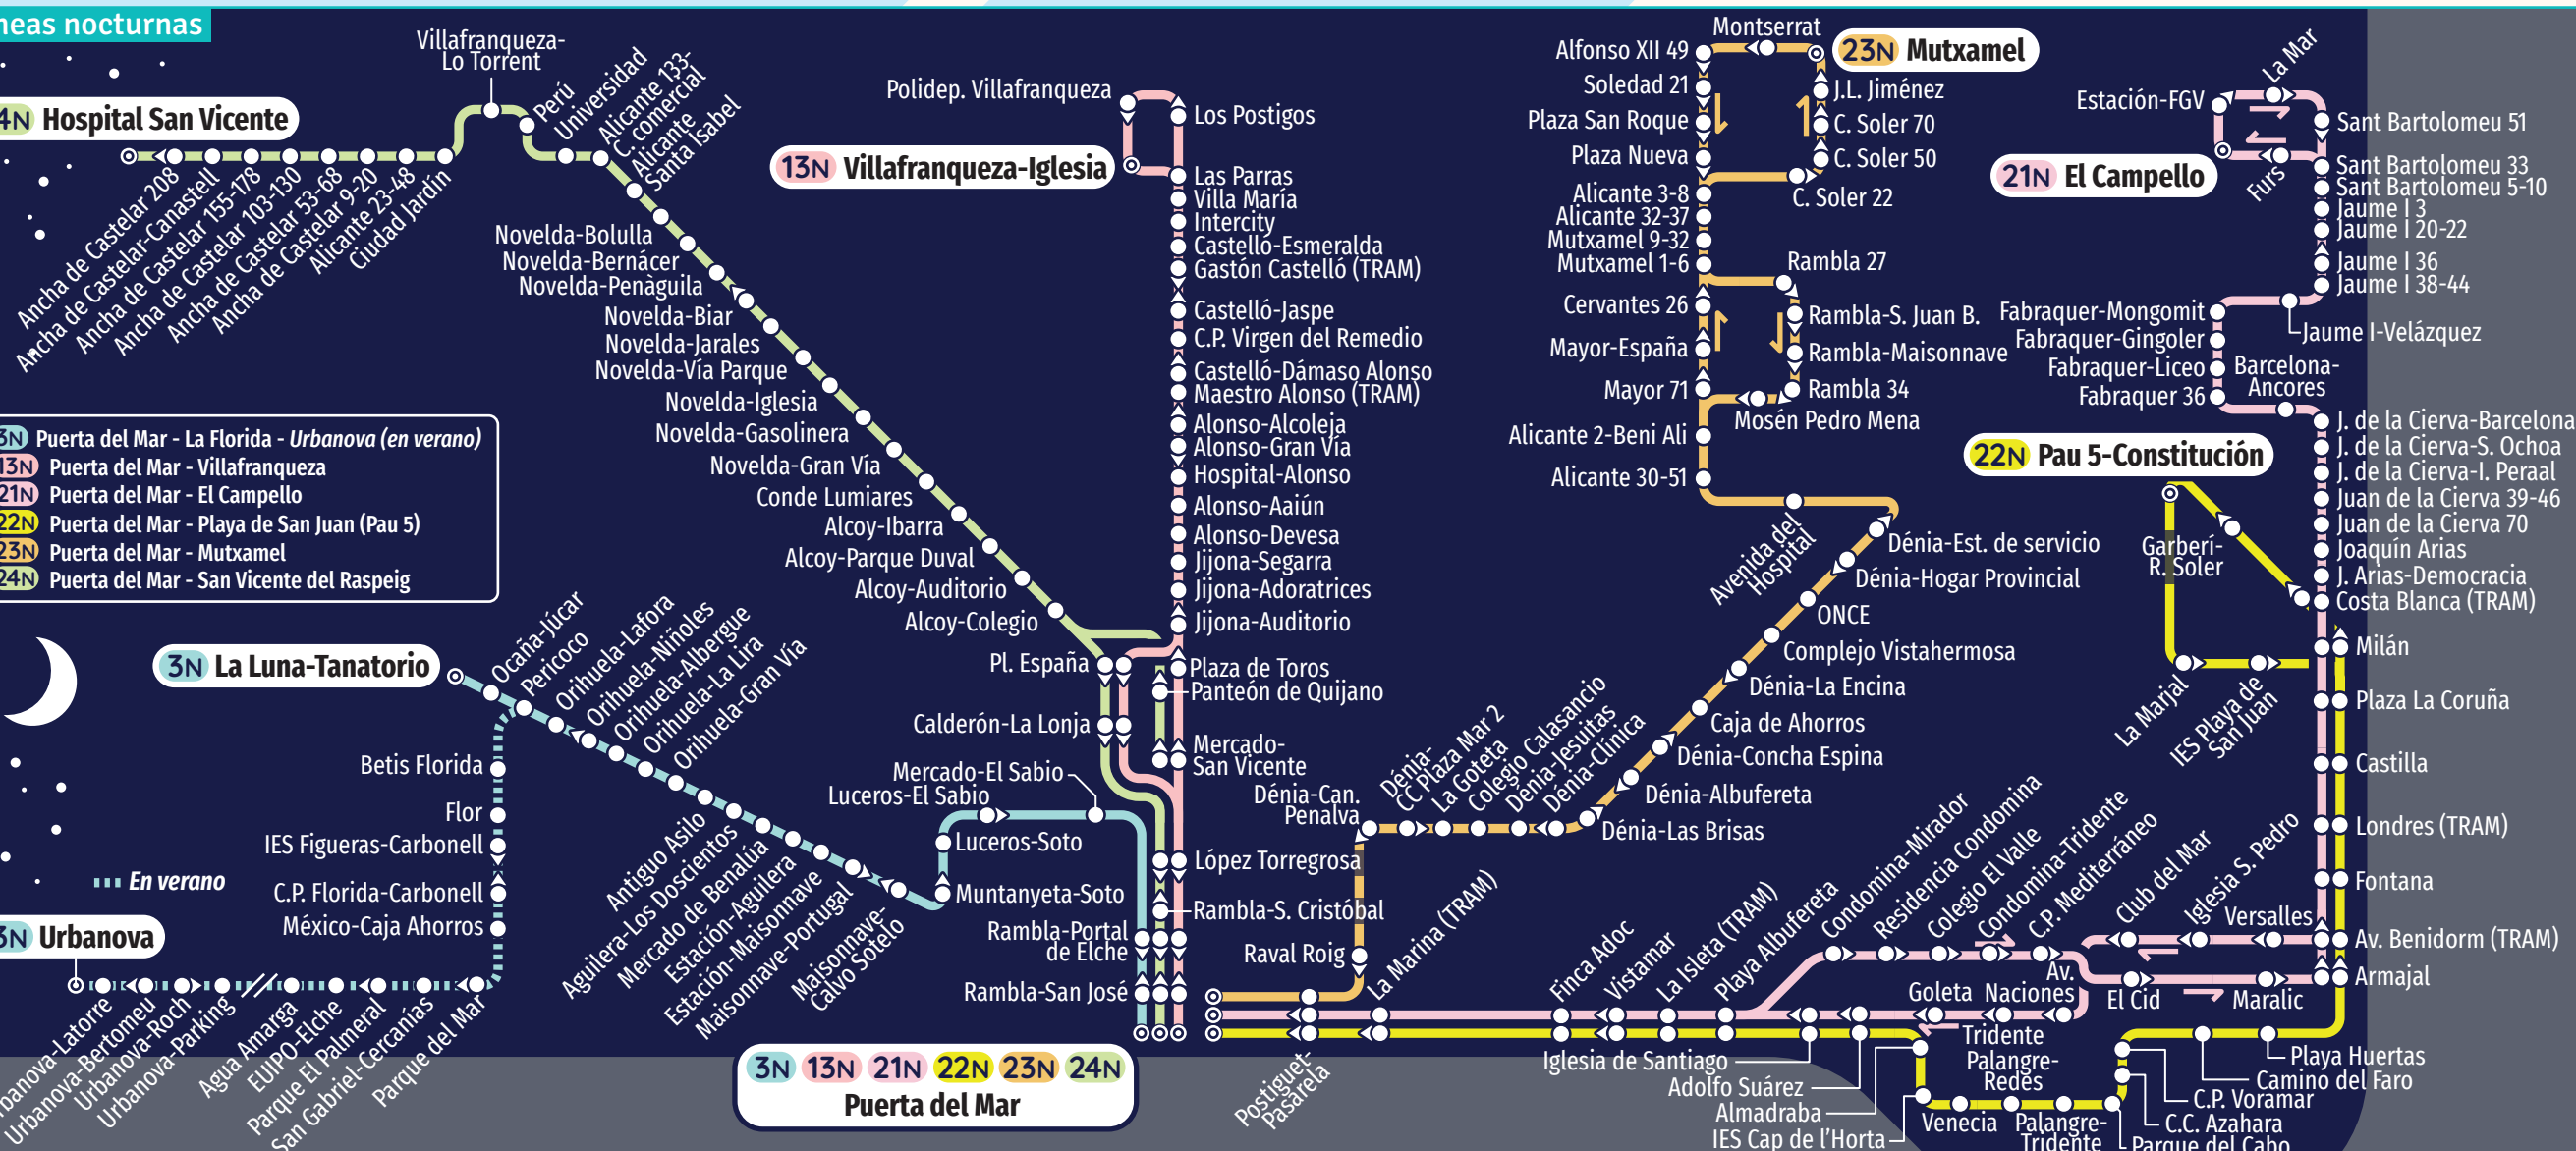 neas nocturnas
4N Hospital San Vicente
Villafranqueza-
Lo Torrent
Perú
Universidad
Alicante 133-
C. comercial
Alicante
Santa Isabel
Ancha de Castelar 208
Ancha de Castelar-Canastell
Ancha de Castelar 155-178
Ancha de Castelar 103-130
Ancha de Castelar 53-68
Ancha de Castelar 9-20
Alicante 23-48
Ciudad Jardín
Novelda-Bolulla
Novelda-Bernácer
Novelda-Penàguila
Novelda-Biar
Novelda-Jarales
Novelda-Vía Parque
Novelda-Iglesia
Novelda-Gasolinera
Novelda-Gran Vía
Conde Lumiares
Alcoy-Ibarra
Alcoy-Parque Duval
Alcoy-Auditorio
Alcoy-Colegio
Pl. España
Calderón-La Lonja
3N Puerta del Mar - La Florida - Urbanova (en verano)
13N Puerta del Mar - Villafranqueza
21N Puerta del Mar - El Campello
22N Puerta del Mar - Playa de San Juan (Pau 5)
23N Puerta del Mar - Mutxamel
24N Puerta del Mar - San Vicente del Raspeig
3N La Luna-Tanatorio
Ocaña-Júcar
Pericoco
Orihuela-Lafora
Orihuela-Niñoles
Orihuela-Albergue
Orihuela-La Lira
Orihuela-Gran Vía
Antiguo Asilo
Aguilera-Los Doscientos
Mercado de Benalúa
Estación-Aguilera
Estación-Maisonnave
Maisonnave-Portugal
Maisonnave-
Calvo Sotelo
Muntanyeta-Soto
Luceros-Soto
Luceros-El Sabio
Mercado-El Sabio
Rambla-Portal
de Elche
Rambla-San José
Betis Florida
Flor
IES Figueras-Carbonell
C.P. Florida-Carbonell
México-Caja Ahorros
En verano
3N Urbanova
Urbanova-Latorre
Urbanova-Bertomeu
Urbanova-Roch
Urbanova-Parking
Agua Amarga
EUIPO-Elche
Parque El Palmeral
San Gabriel-Cercanías
Parque del Mar
13N Villafranqueza-Iglesia
Polidep. Villafranqueza
Los Postigos
Las Parras
Villa María
Intercity
Castelló-Esmeralda
Gastón Castelló (TRAM)
Castelló-Jaspe
C.P. Virgen del Remedio
Castelló-Dámaso Alonso
Maestro Alonso (TRAM)
Alonso-Alcoleja
Alonso-Gran Vía
Hospital-Alonso
Alonso-Aaiún
Alonso-Devesa
Jijona-Segarra
Jijona-Adoratrices
Jijona-Auditorio
Plaza de Toros
Panteón de Quijano
Mercado-
San Vicente
López Torregrosa
Rambla-S. Cristóbal
3N 13N 21N 22N 23N 24N
Puerta del Mar
23N Mutxamel
Montserrat
Alfonso XII 49
Soledad 21
Plaza San Roque
Plaza Nueva
Alicante 3-8
Alicante 32-37
Mutxamel 9-32
Mutxamel 1-6
Cervantes 26
Mayor-España
Mayor 71
Alicante 2-Beni Ali
Alicante 30-51
J.L. Jiménez
C. Soler 70
C. Soler 50
C. Soler 22
Rambla 27
Rambla-S. Juan B.
Rambla-Maisonnave
Rambla 34
Mosén Pedro Mena
Avenida del
Hospital
Dénia-Est. de servicio
Dénia-Hogar Provincial
ONCE
Complejo Vistahermosa
Dénia-La Encina
Caja de Ahorros
Dénia-Concha Espina
Dénia-Albufereta
Dénia-Las Brisas
Dénia-Clínica
Dénia-Jesuitas
Colegio Calasancio
La Goteta
Dénia-
CC Plaza Mar 2
Dénia-Can.
Penalva
Raval Roig
Postiguet-
Pasarela
La Marina (TRAM)
Finca Adoc
Vistamar
La Isleta (TRAM)
Playa Albufereta
Condomina-Mirador
Residencia Condomina
Colegio El Valle
Condomina-Tridente
C.P. Mediterráneo
Club del Mar
Iglesia S. Pedro
Versalles
El Cid
Maralic
Av.
Naciones
Goleta
Tridente
Palangre-
Redes
Iglesia de Santiago
Adolfo Suárez
Almadraba
IES Cap de l'Horta
Venecia
Palangre-
Tridente
Parque del Cabo
C.C. Azahara
C.P. Voramar
Camino del Faro
Playa Huertas
21N El Campello
Estación-FGV
La Mar
Furs
Sant Bartolomeu 51
Sant Bartolomeu 33
Sant Bartolomeu 5-10
Jaume I 3
Jaume I 20-22
Jaume I 36
Jaume I 38-44
Jaume I-Velázquez
Fabraquer-Mongomit
Fabraquer-Gingoler
Fabraquer-Liceo
Fabraquer 36
Barcelona-
Ancores
J. de la Cierva-Barcelona
J. de la Cierva-S. Ochoa
J. de la Cierva-I. Peraal
Juan de la Cierva 39-46
Juan de la Cierva 70
Joaquín Arias
J. Arias-Democracia
Costa Blanca (TRAM)
22N Pau 5-Constitución
Garberí-
R. Soler
La Marjal
IES Playa de
San Juan
Milán
Plaza La Coruña
Castilla
Londres (TRAM)
Fontana
Av. Benidorm (TRAM)
Armajal